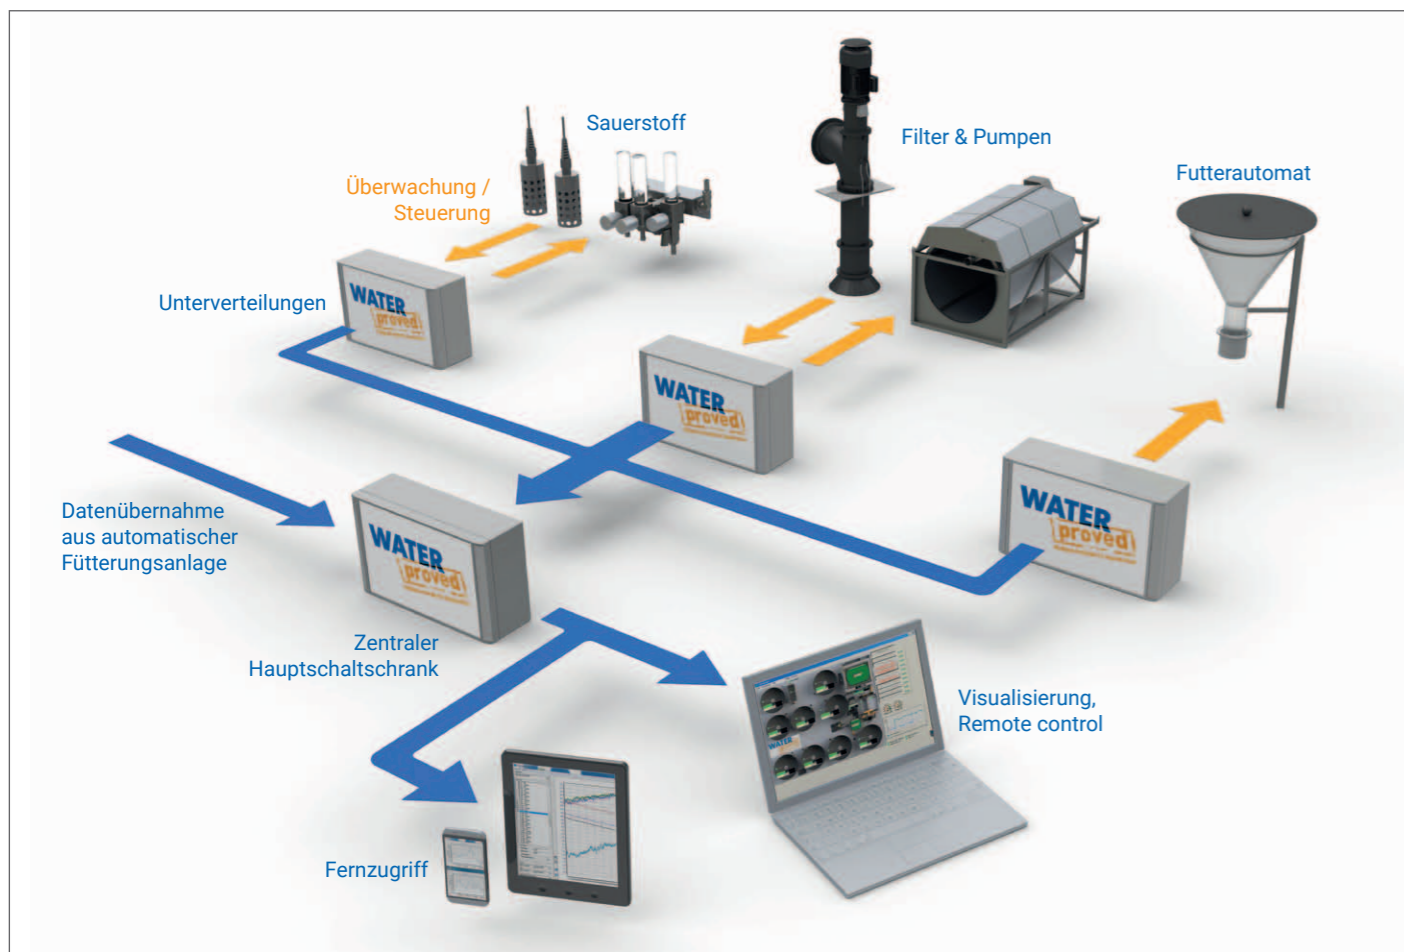 Sauerstoff
Filter & Pumpen
Futterautomat
Überwachung /
Steuerung
Unterverteilungen
WATER
proved
WATER
proved
WATER
proved
Datenübernahme
aus automatischer
Fütterungsanlage
WATER
proved
Zentraler
Hauptschaltschrank
Visualisierung,
Remote control
WATER
Fernzugriff